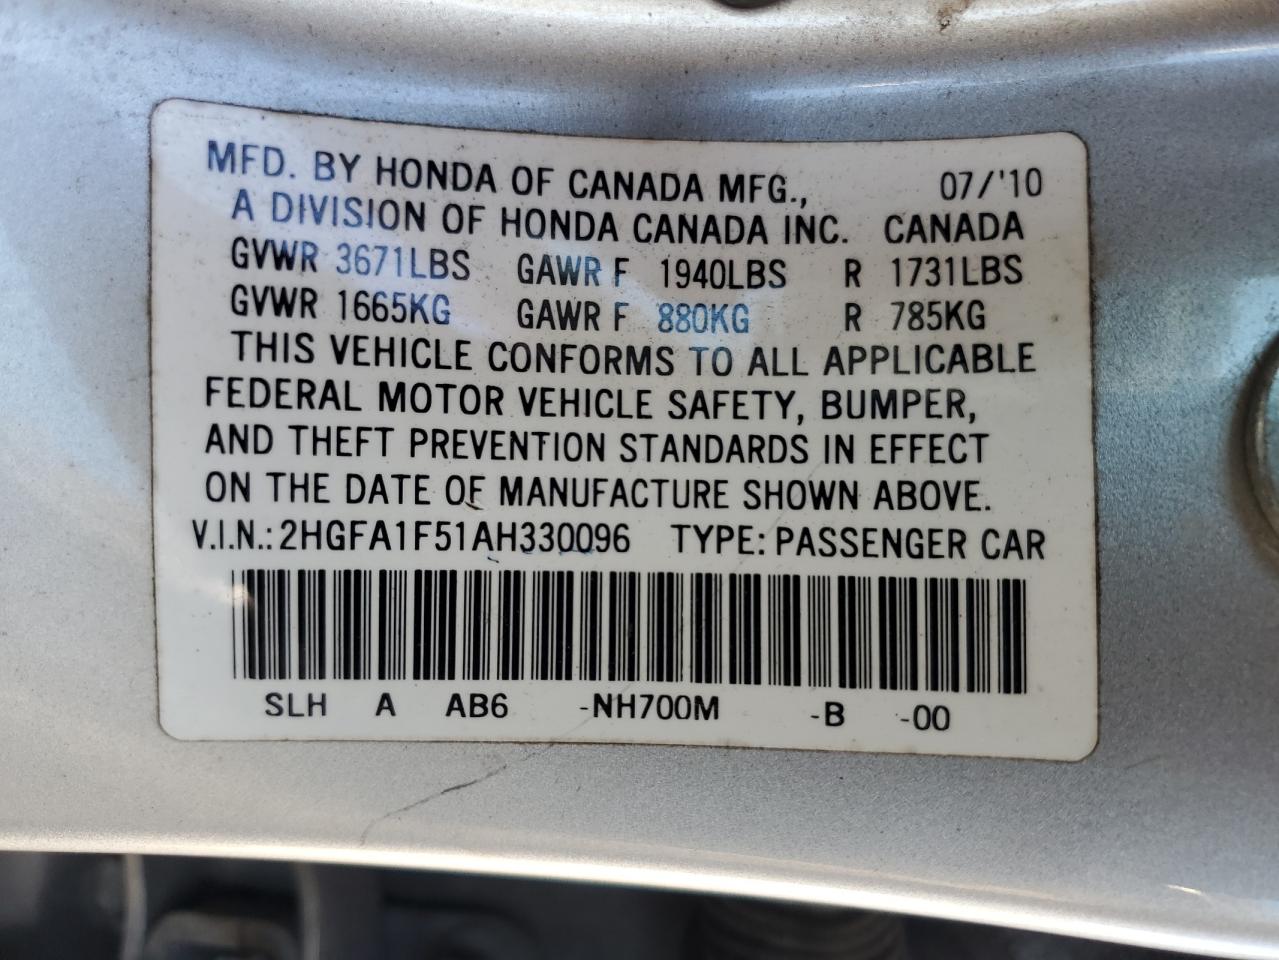 MFD. BY HONDA OF CANADA MFG., 07/'10
A DIVISION OF HONDA CANADA INC. CANADA
GVWR 3671LBS GAWR F 1940LBS R 1731LBS
GVWR 1665KG GAWR F 880KG R 785KG
THIS VEHICLE CONFORMS TO ALL APPLICABLE
FEDERAL MOTOR VEHICLE SAFETY, BUMPER,
AND THEFT PREVENTION STANDARDS IN EFFECT
ON THE DATE OF MANUFACTURE SHOWN ABOVE.
V.I.N.: 2HGFA1F51AH330096 TYPE: PASSENGER CAR
SLH A AB6 -NH700M -B -00